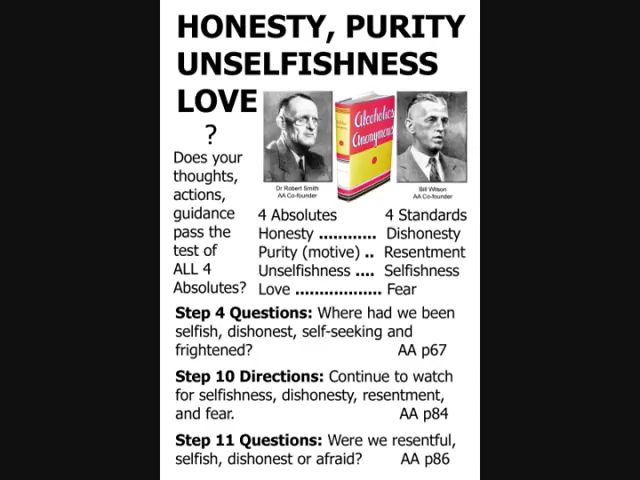 HONESTY, PURITY
UNSELFISHNESS
LOVE
?
Does your
thoughts,
actions,
guidance
pass the
test of
ALL 4
Absolutes?
Alcoholics
Anonymous
Dr Robert Smith
AA Co-founder
Bill Wilson
AA Co-founder
4 Absolutes 4 Standards
Honesty ............ Dishonesty
Purity (motive) .. Resentment
Unselfishness .... Selfishness
Love ................... Fear
Step 4 Questions: Where had we been
selfish, dishonest, self-seeking and
frightened? AA p67
Step 10 Directions: Continue to watch
for selfishness, dishonesty, resentment,
and fear. AA p84
Step 11 Questions: Were we resentful,
selfish, dishonest or afraid? AA p86